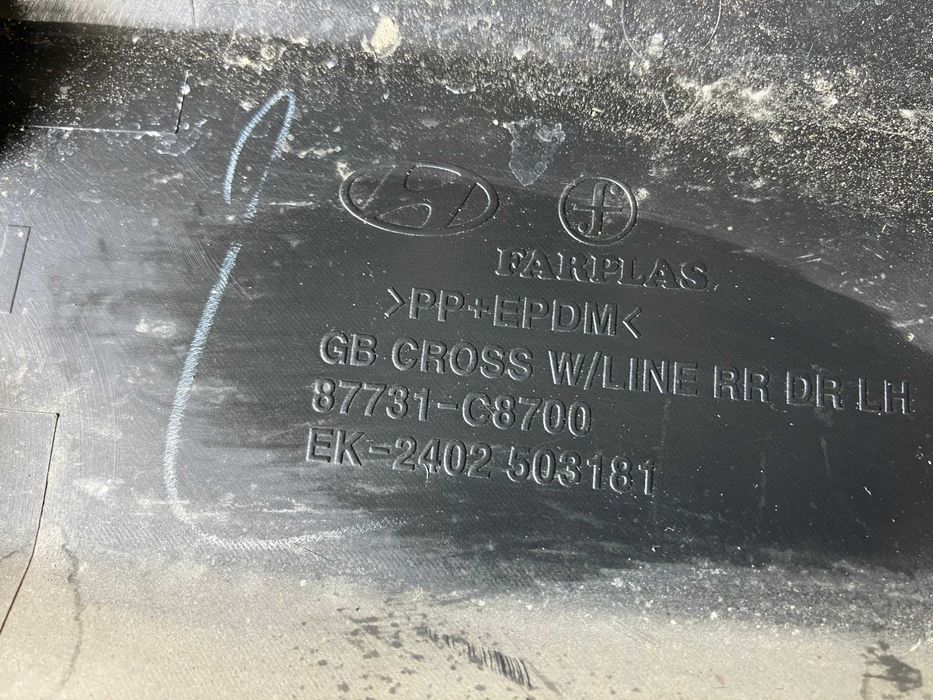 FARPLAS
>PP+EPDM<
GB CROSS W/LINE RR DR LH
87731-C8700
EK-2402 503181